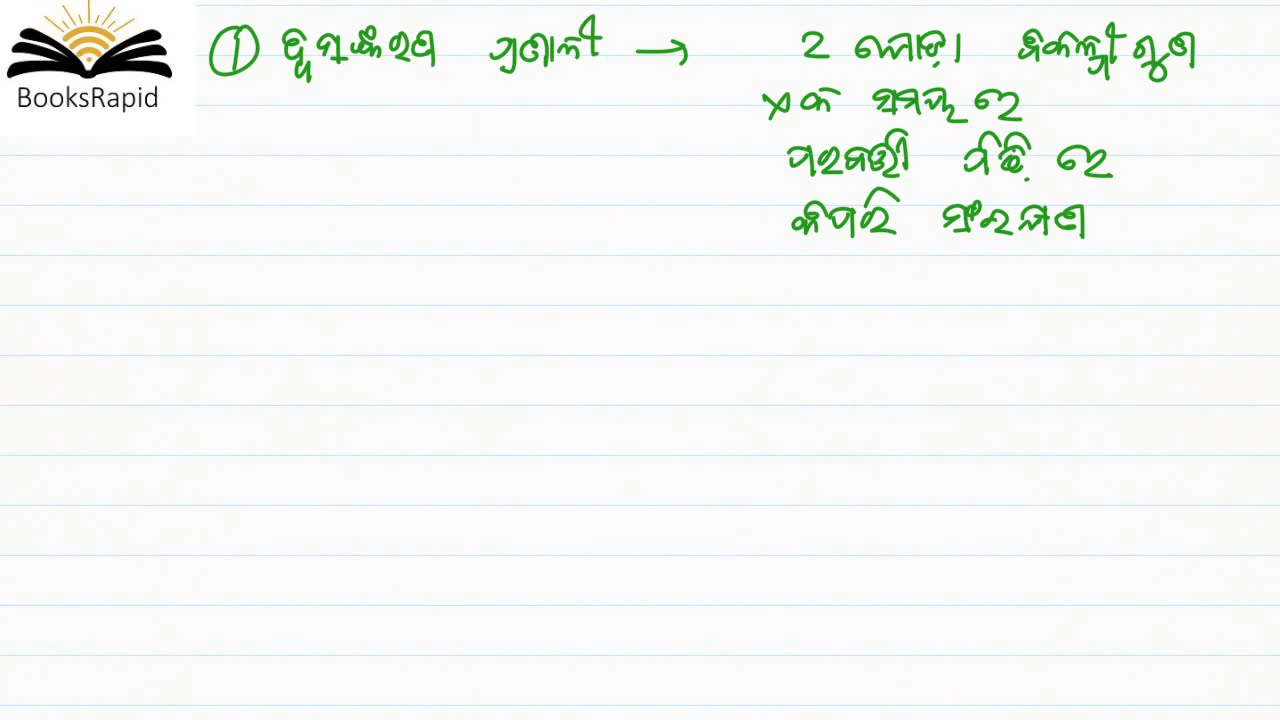 BooksRapid
① ଦ୍ୱିସଂକରଣ ପ୍ରଣାଳୀ → 2 ଜୋଡ଼ା ବିକଳ୍ପୀ ଗୁଣ
ଏକ ସମୟରେ
ପରବର୍ତ୍ତୀ ପିଢ଼ିରେ
କିପରି ସଂଚରଣ